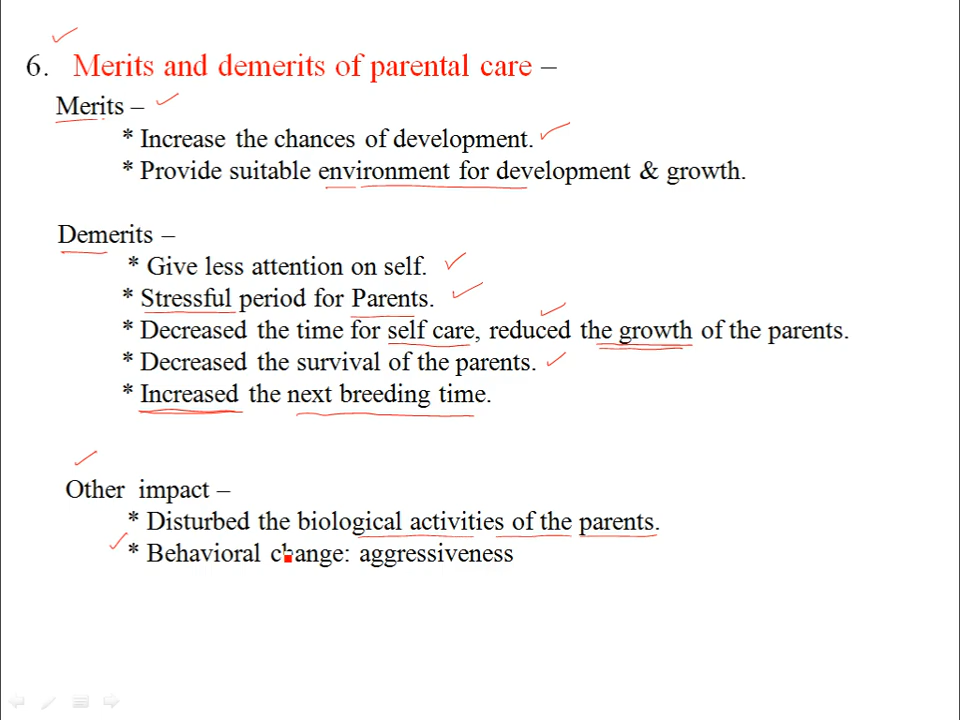 6. Merits and demerits of parental care –
Merits –
* Increase the chances of development.
* Provide suitable environment for development & growth.
Demerits –
* Give less attention on self.
* Stressful period for Parents.
* Decreased the time for self care, reduced the growth of the parents.
* Decreased the survival of the parents.
* Increased the next breeding time.
Other impact –
* Disturbed the biological activities of the parents.
* Behavioral change: aggressiveness